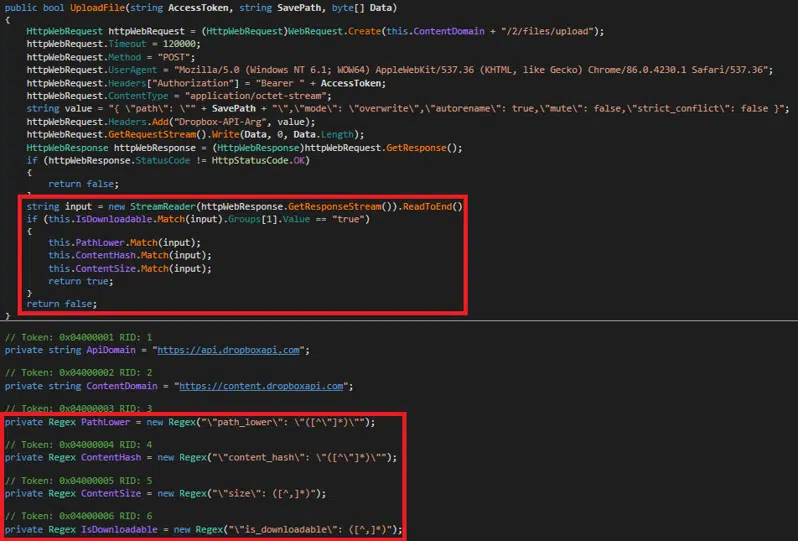 public bool UploadFile(string AccessToken, string SavePath, byte[] Data)
{
HttpWebRequest httpWebRequest = (HttpWebRequest)WebRequest.Create(this.ContentDomain + "/2/files/upload");
httpWebRequest.Timeout = 120000;
httpWebRequest.Method = "POST";
httpWebRequest.UserAgent = "Mozilla/5.0 (Windows NT 6.1; WOW64) AppleWebKit/537.36 (KHTML, like Gecko) Chrome/86.0.4230.1 Safari/537.36";
httpWebRequest.Headers["Authorization"] = "Bearer " + AccessToken;
httpWebRequest.ContentType = "application/octet-stream";
string value = "{ \"path\": \"" + SavePath + "\",\"mode\": \"overwrite\",\"autorename\": true,\"mute\": false,\"strict_conflict\": false }";
httpWebRequest.Headers.Add("Dropbox-API-Arg", value);
httpWebRequest.GetRequestStream().Write(Data, 0, Data.Length);
HttpWebResponse httpWebResponse = (HttpWebResponse)httpWebRequest.GetResponse();
if (httpWebResponse.StatusCode != HttpStatusCode.OK)
{
return false;
string input = new StreamReader(httpWebResponse.GetResponseStream()).ReadToEnd()
if (this.IsDownloadable.Match(input).Groups[1].Value == "true")
{
this.PathLower.Match(input);
this.ContentHash.Match(input);
this.ContentSize.Match(input);
return true;
}
return false;
}
// Token: 0x04000001 RID: 1
private string ApiDomain = "https://api.dropboxapi.com";
// Token: 0x04000002 RID: 2
private string ContentDomain = "https://content.dropboxapi.com";
// Token: 0x04000003 RID: 3
private Regex PathLower = new Regex("\"path_lower\": \"([^\"]*)\"");
// Token: 0x04000004 RID: 4
private Regex ContentHash = new Regex("\"content_hash\": \"([^\"]*)\"");
// Token: 0x04000005 RID: 5
private Regex ContentSize = new Regex("\"size\": ([^,]*)");
// Token: 0x04000006 RID: 6
private Regex IsDownloadable = new Regex("\"is_downloadable\": ([^,]*)");